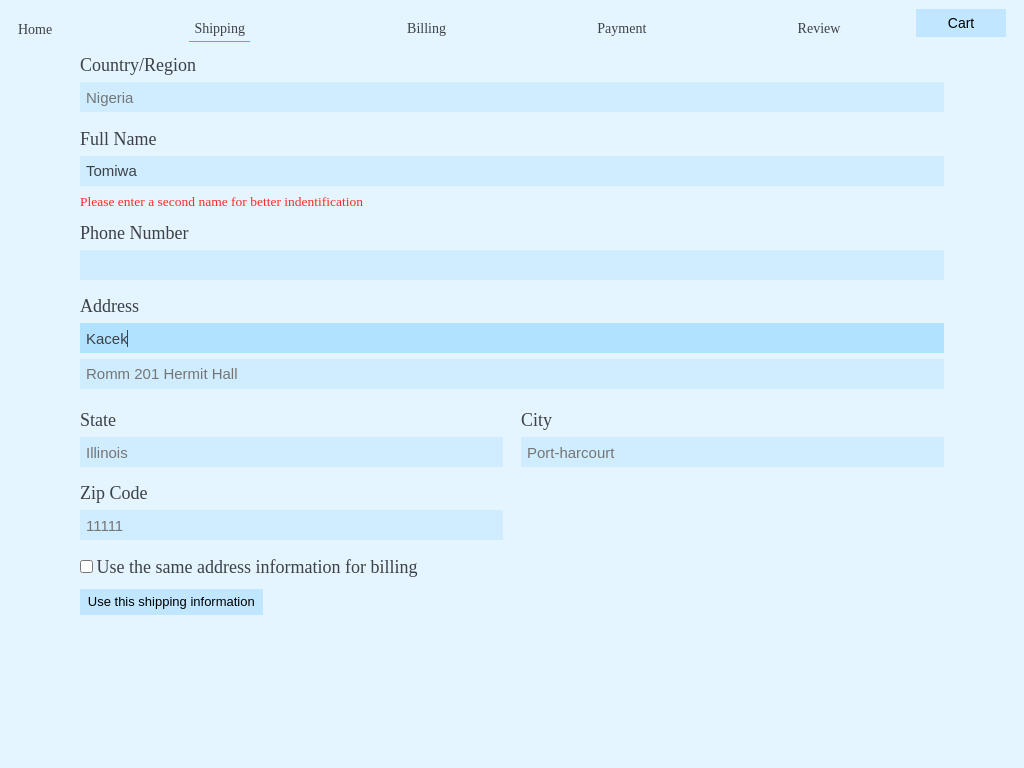 Home
Shipping
Billing
Payment
Review
Cart
Country/Region
Nigeria
Full Name
Tomiwa
Please enter a second name for better indentification
Phone Number
Address
Kacek
Romm 201 Hermit Hall
State
City
Illinois
Port-harcourt
Zip Code
11111
Use the same address information for billing
Use this shipping information